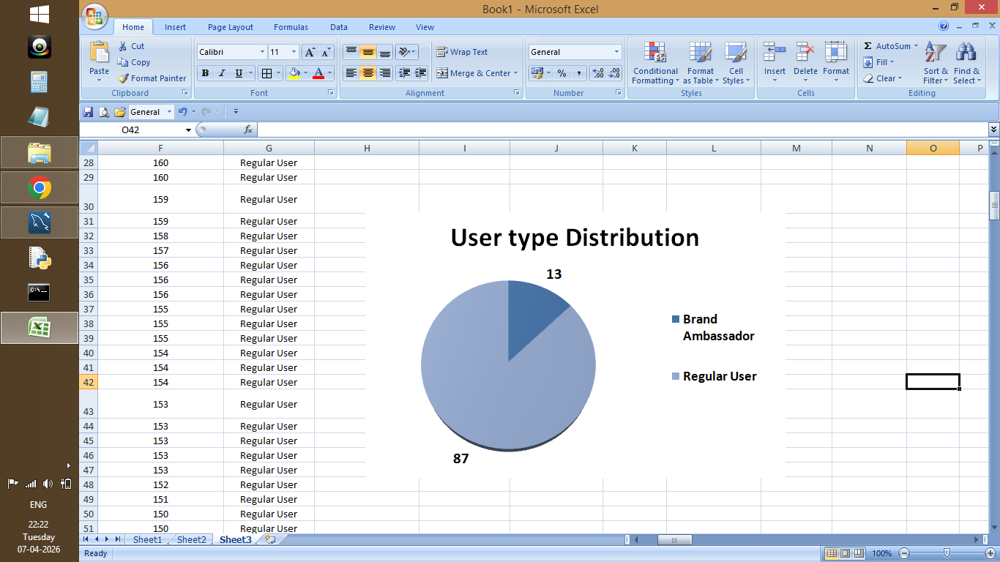 Book1 - Microsoft Excel
Home Insert Page Layout Formulas Data Review View
Paste
Cut
Copy
Format Painter
Clipboard
Calibri 11
B I U
Font
Wrap Text
Merge & Center
Alignment
General
Number
Conditional Formatting
Format as Table
Cell Styles
Styles
Insert Delete Format
Cells
AutoSum
Fill
Clear
Sort & Filter
Find & Select
Editing
General
O42 fx
F G H I J K L M N O P
28 160 Regular User
29 160 Regular User
30 159 Regular User
31 159 Regular User
32 158 Regular User
33 157 Regular User
34 156 Regular User
35 156 Regular User
36 156 Regular User
37 155 Regular User
38 155 Regular User
39 155 Regular User
40 154 Regular User
41 154 Regular User
42 154 Regular User
43 153 Regular User
44 153 Regular User
45 153 Regular User
46 153 Regular User
47 153 Regular User
48 152 Regular User
49 151 Regular User
50 150 Regular User
51 150 Regular User
User type Distribution
13
87
Brand
Ambassador
Regular User
Sheet1 Sheet2 Sheet3
Ready 100%
ENG
22:22
Tuesday
07-04-2026